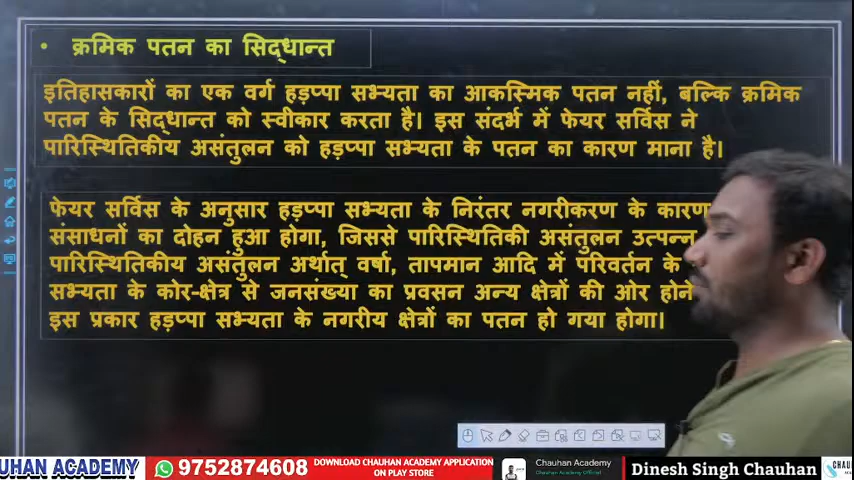 • क्रमिक पतन का सिद्धान्त
इतिहासकारों का एक वर्ग हड़प्पा सभ्यता का आकस्मिक पतन नहीं, बल्कि क्रमिक
पतन के सिद्धान्त को स्वीकार करता है। इस संदर्भ में फेयर सर्विस ने
पारिस्थितिकीय असंतुलन को हड़प्पा सभ्यता के पतन का कारण माना है।
फेयर सर्विस के अनुसार हड़प्पा सभ्यता के निरंतर नगरीकरण के कारण
संसाधनों का दोहन हुआ होगा, जिससे पारिस्थितिकी असंतुलन उत्पन्न
पारिस्थितिकीय असंतुलन अर्थात् वर्षा, तापमान आदि में परिवर्तन के
सभ्यता के कोर-क्षेत्र से जनसंख्या का प्रवसन अन्य क्षेत्रों की ओर होने
इस प्रकार हड़प्पा सभ्यता के नगरीय क्षेत्रों का पतन हो गया होगा।
UHAN ACADEMY 9752874608 DOWNLOAD CHAUHAN ACADEMY APPLICATION
ON PLAY STORE
Chauhan Academy
Chauhan Academy Official
Dinesh Singh Chauhan
CHAU